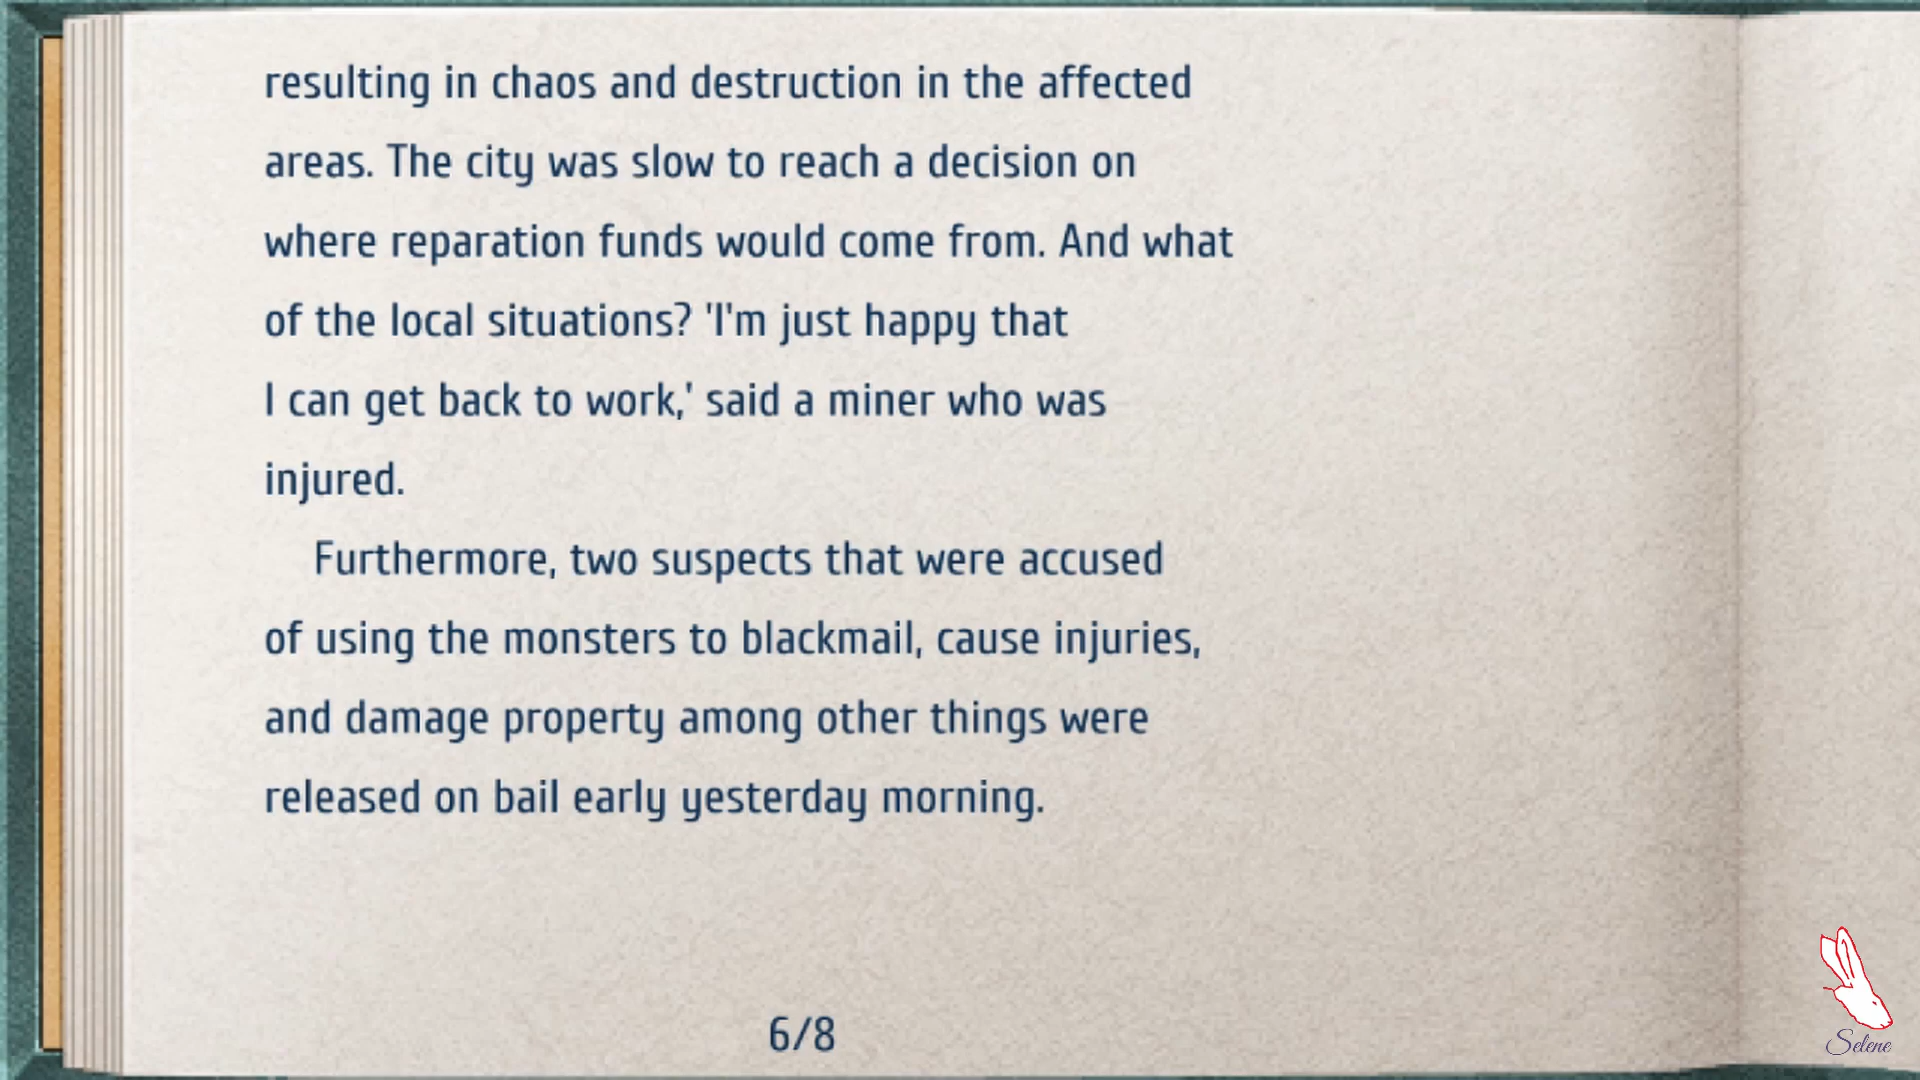 resulting in chaos and destruction in the affected
areas. The city was slow to reach a decision on
where reparation funds would come from. And what
of the local situations? 'I'm just happy that
I can get back to work,' said a miner who was
injured.
Furthermore, two suspects that were accused
of using the monsters to blackmail, cause injuries,
and damage property among other things were
released on bail early yesterday morning.
6/8
Selene